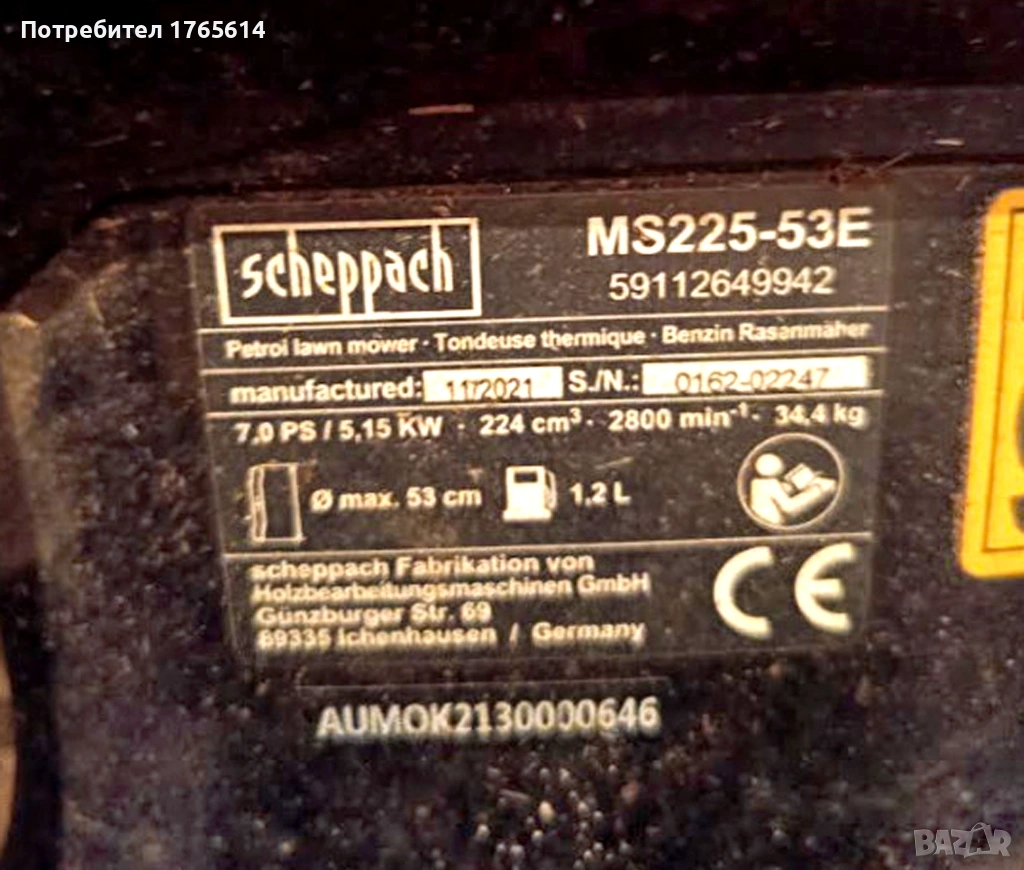 Потребител 1765614
scheppach
MS225-53E
59112649942
Petrol lawn mower · Tondeuse thermique · Benzin Rasenmäher
manufactured: 11/2021 S./N.: 0162-02247
7.0 PS / 5,15 KW · 224 cm³ · 2800 min⁻¹ · 34,4 kg
Ø max. 53 cm 1,2 L
scheppach Fabrikation von
Holzbearbeitungsmaschinen GmbH
Günzburger Str. 69
89335 Ichenhausen / Germany
CE
AUMOK2130000646
BAZAR